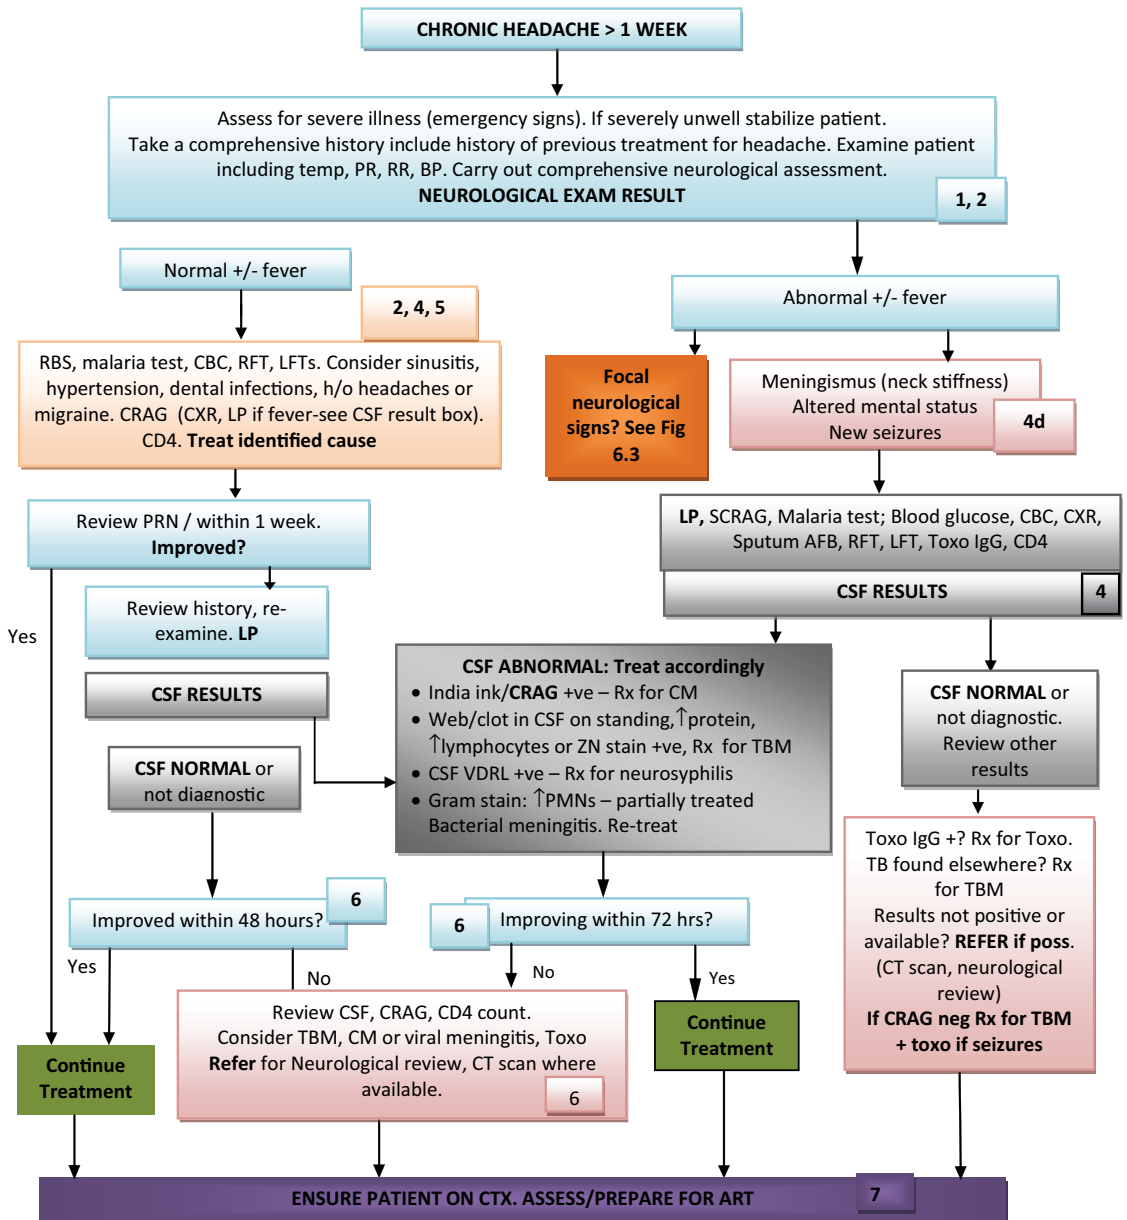 CHRONIC HEADACHE > 1 WEEK
Assess for severe illness (emergency signs). If severely unwell stabilize patient.
Take a comprehensive history include history of previous treatment for headache. Examine patient
including temp, PR, RR, BP. Carry out comprehensive neurological assessment.
NEUROLOGICAL EXAM RESULT
1, 2
Normal +/- fever
2, 4, 5
RBS, malaria test, CBC, RFT, LFTs. Consider sinusitis,
hypertension, dental infections, h/o headaches or
migraine. CRAG (CXR, LP if fever-see CSF result box).
CD4. Treat identified cause
Review PRN / within 1 week.
Improved?
Yes
Review history, re-
examine. LP
CSF RESULTS
CSF NORMAL or
not diagnostic
Improved within 48 hours?
6
Yes
No
Continue
Treatment
Review CSF, CRAG, CD4 count.
Consider TBM, CM or viral meningitis, Toxo
Refer for Neurological review, CT scan where
available.
6
Abnormal +/- fever
Focal
neurological
signs? See Fig
6.3
Meningismus (neck stiffness)
Altered mental status
New seizures
4d
LP, SCRAG, Malaria test; Blood glucose, CBC, CXR,
Sputum AFB, RFT, LFT, Toxo IgG, CD4
CSF RESULTS
4
CSF ABNORMAL: Treat accordingly
• India ink/CRAG +ve – Rx for CM
• Web/clot in CSF on standing,↑protein,
↑lymphocytes or ZN stain +ve, Rx for TBM
• CSF VDRL +ve – Rx for neurosyphilis
• Gram stain: ↑PMNs – partially treated
Bacterial meningitis. Re-treat
6
Improving within 72 hrs?
No
Yes
Continue
Treatment
CSF NORMAL or
not diagnostic.
Review other
results
Toxo IgG +? Rx for Toxo.
TB found elsewhere? Rx
for TBM
Results not positive or
available? REFER if poss.
(CT scan, neurological
review)
If CRAG neg Rx for TBM
+ toxo if seizures
ENSURE PATIENT ON CTX. ASSESS/PREPARE FOR ART
7